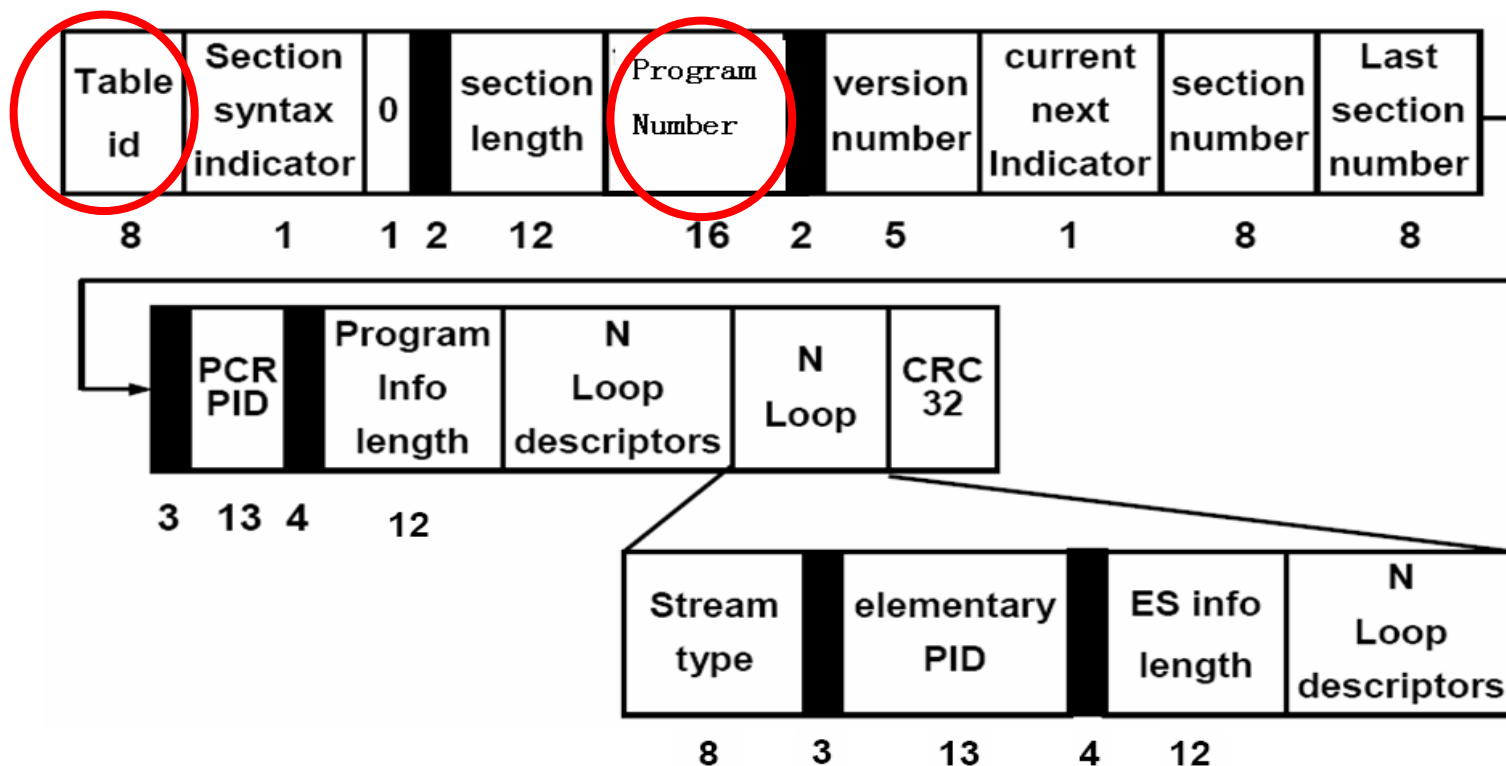 Table id
Section syntax indicator
0
section length
Program Number
version number
current next Indicator
section number
Last section number
8 1 1 2 12 16 2 5 1 8 8
PCR PID
Program Info length
N Loop descriptors
N Loop
CRC 32
3 13 4 12
Stream type
elementary PID
ES info length
N Loop descriptors
8 3 13 4 12